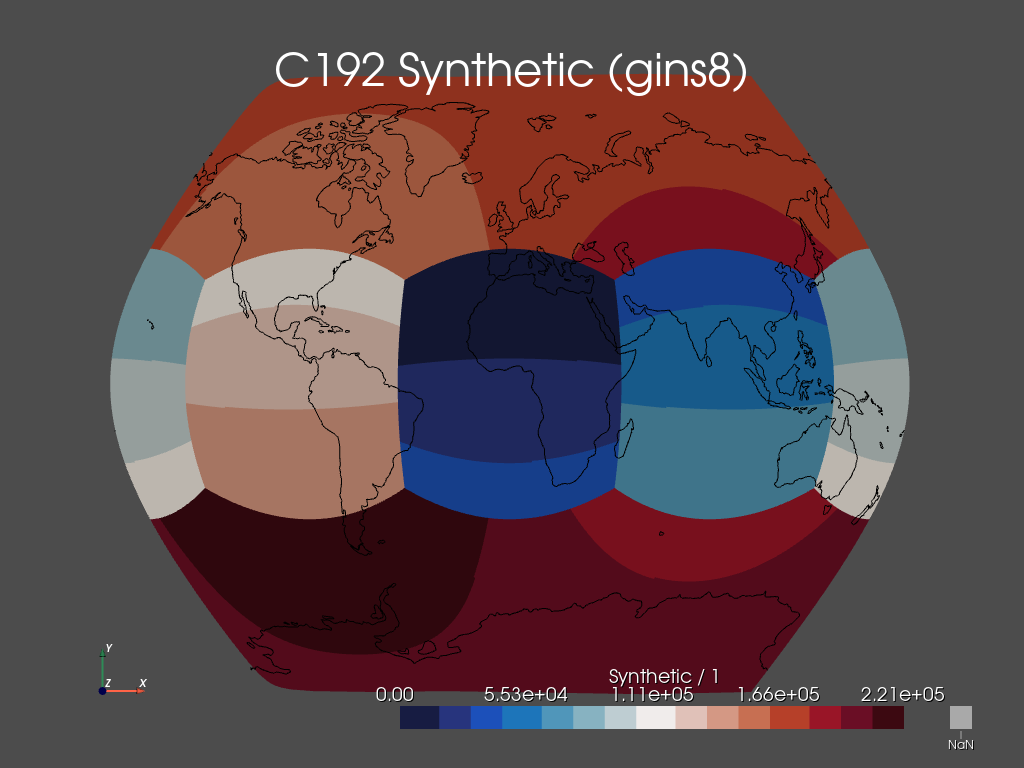 C192 Synthetic (gins8)
Y
Z
X
Synthetic / 1
0.00 5.53e+04 1.11e+05 1.66e+05 2.21e+05
NaN